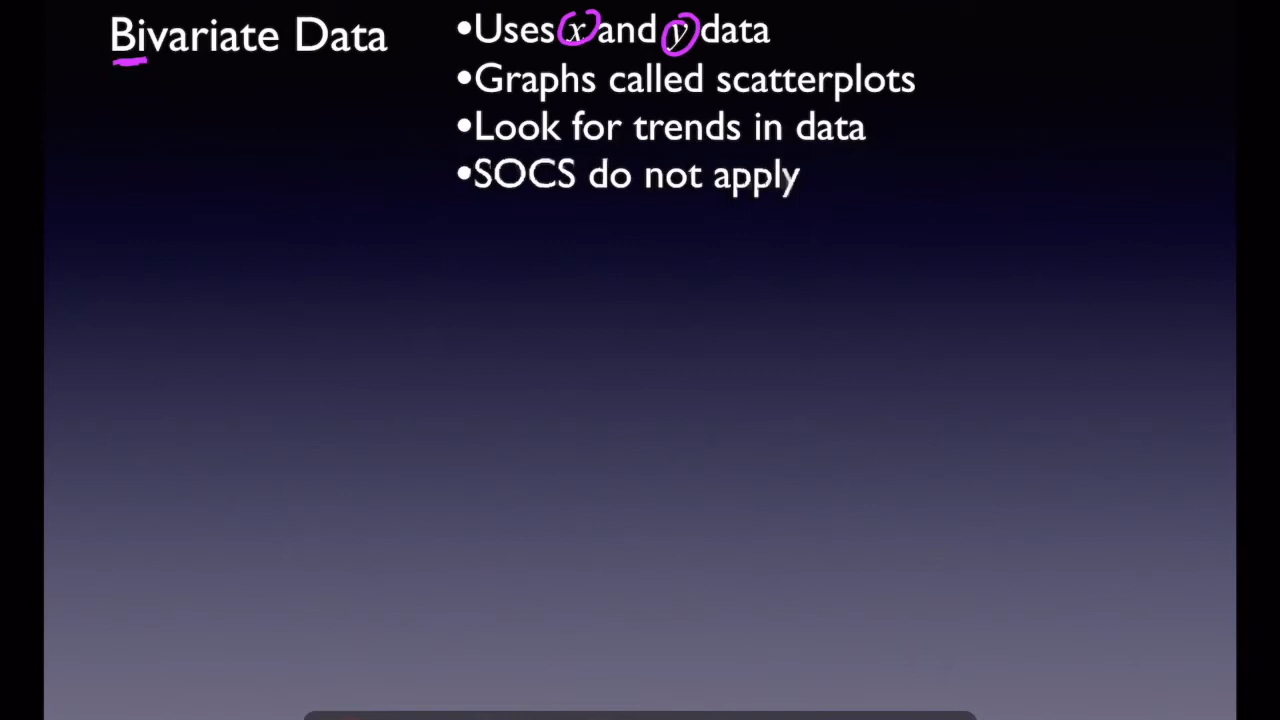 Bivariate Data
•Uses x and y data
•Graphs called scatterplots
•Look for trends in data
•SOCS do not apply